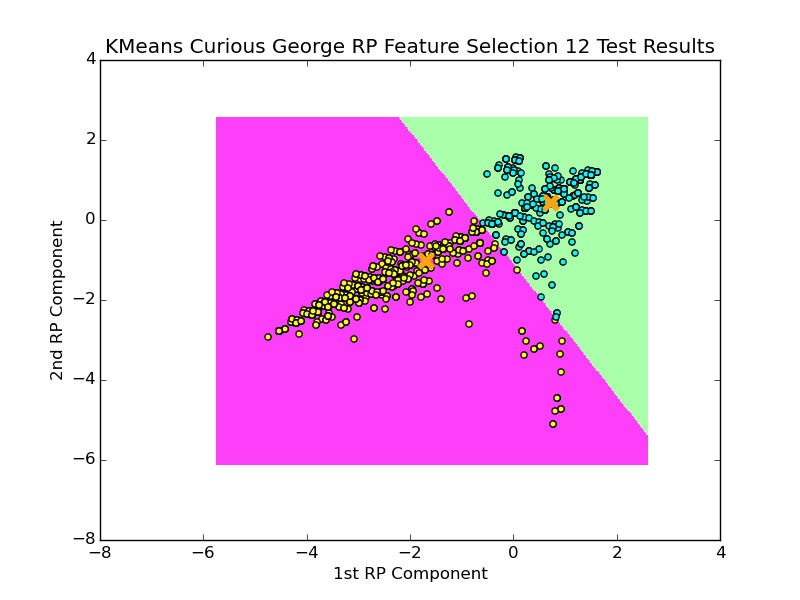 KMeans Curious George RP Feature Selection 12 Test Results
4
2
0
−2
−4
−6
−8
2nd RP Component
−8 −6 −4 −2 0 2 4
1st RP Component